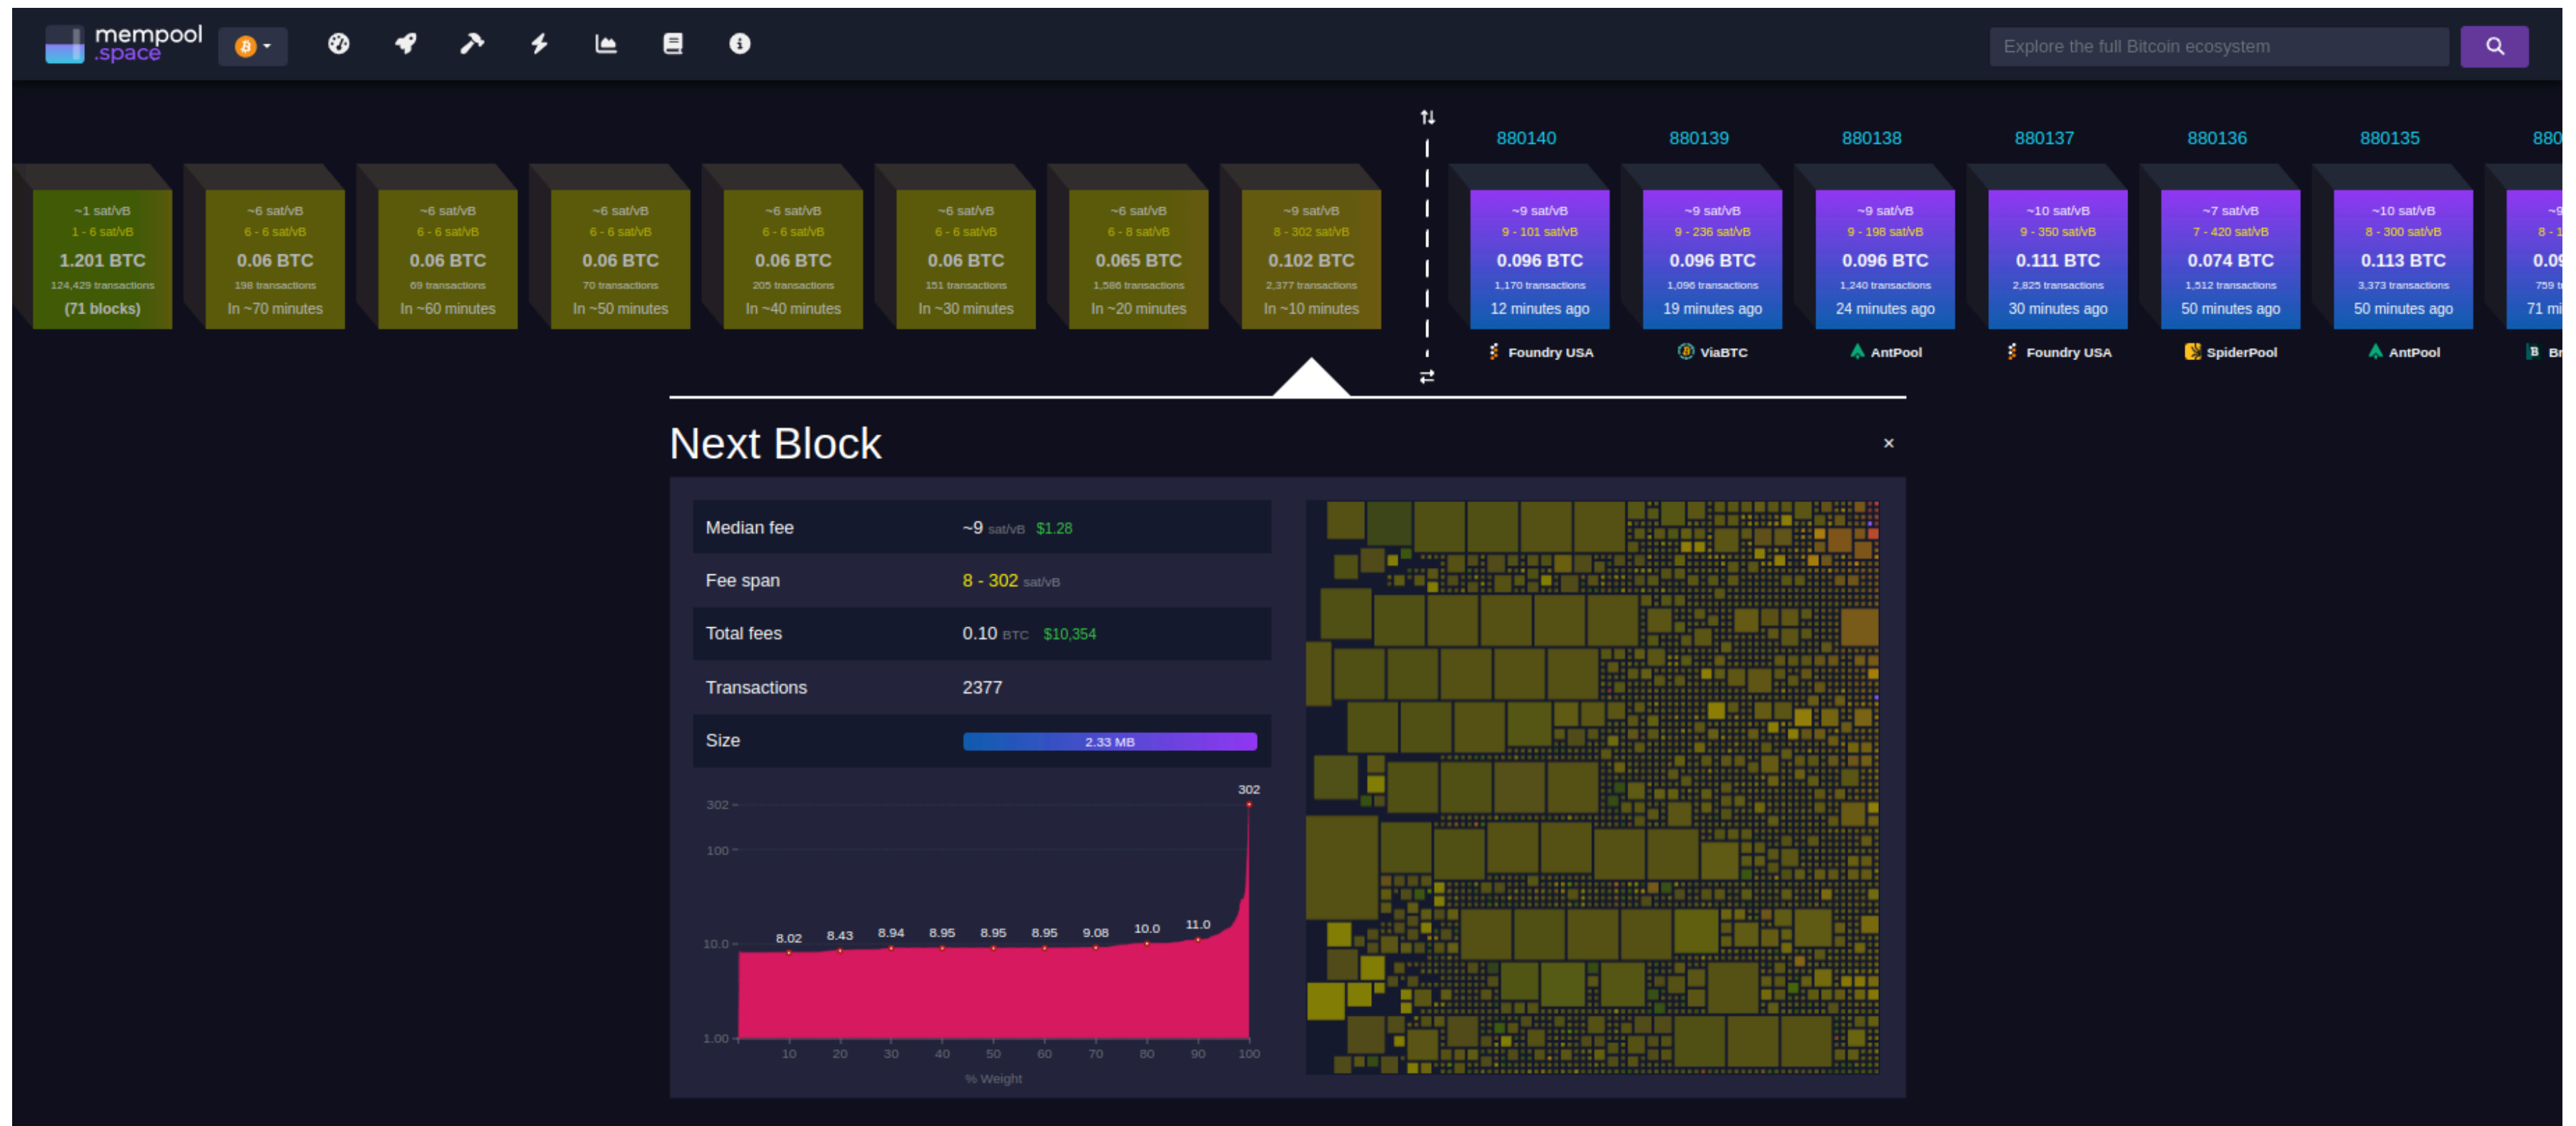 mempool
.space
Explore the full Bitcoin ecosystem
~1 sat/vB
1 - 6 sat/vB
1.201 BTC
124,429 transactions
(71 blocks)
~6 sat/vB
6 - 6 sat/vB
0.06 BTC
198 transactions
In ~70 minutes
~6 sat/vB
6 - 6 sat/vB
0.06 BTC
69 transactions
In ~60 minutes
~6 sat/vB
6 - 6 sat/vB
0.06 BTC
70 transactions
In ~50 minutes
~6 sat/vB
6 - 6 sat/vB
0.06 BTC
205 transactions
In ~40 minutes
~6 sat/vB
6 - 6 sat/vB
0.06 BTC
151 transactions
In ~30 minutes
~6 sat/vB
6 - 8 sat/vB
0.065 BTC
1,586 transactions
In ~20 minutes
~9 sat/vB
8 - 302 sat/vB
0.102 BTC
2,377 transactions
In ~10 minutes
880140
~9 sat/vB
9 - 101 sat/vB
0.096 BTC
1,170 transactions
12 minutes ago
Foundry USA
880139
~9 sat/vB
9 - 236 sat/vB
0.096 BTC
1,096 transactions
19 minutes ago
ViaBTC
880138
~9 sat/vB
9 - 198 sat/vB
0.096 BTC
1,240 transactions
24 minutes ago
AntPool
880137
~10 sat/vB
9 - 350 sat/vB
0.111 BTC
2,825 transactions
30 minutes ago
Foundry USA
880136
~7 sat/vB
7 - 420 sat/vB
0.074 BTC
1,512 transactions
50 minutes ago
SpiderPool
880135
~10 sat/vB
8 - 300 sat/vB
0.113 BTC
3,373 transactions
50 minutes ago
AntPool
880
~9
8 - 1
0.09
759 tr
71 mi
Br
Next Block
×
Median fee ~9 sat/vB $1.28
Fee span 8 - 302 sat/vB
Total fees 0.10 BTC $10,354
Transactions 2377
Size 2.33 MB
302
302
100
10.0
1.00
8.02 8.43 8.94 8.95 8.95 8.95 9.08 10.0 11.0
10 20 30 40 50 60 70 80 90 100
% Weight